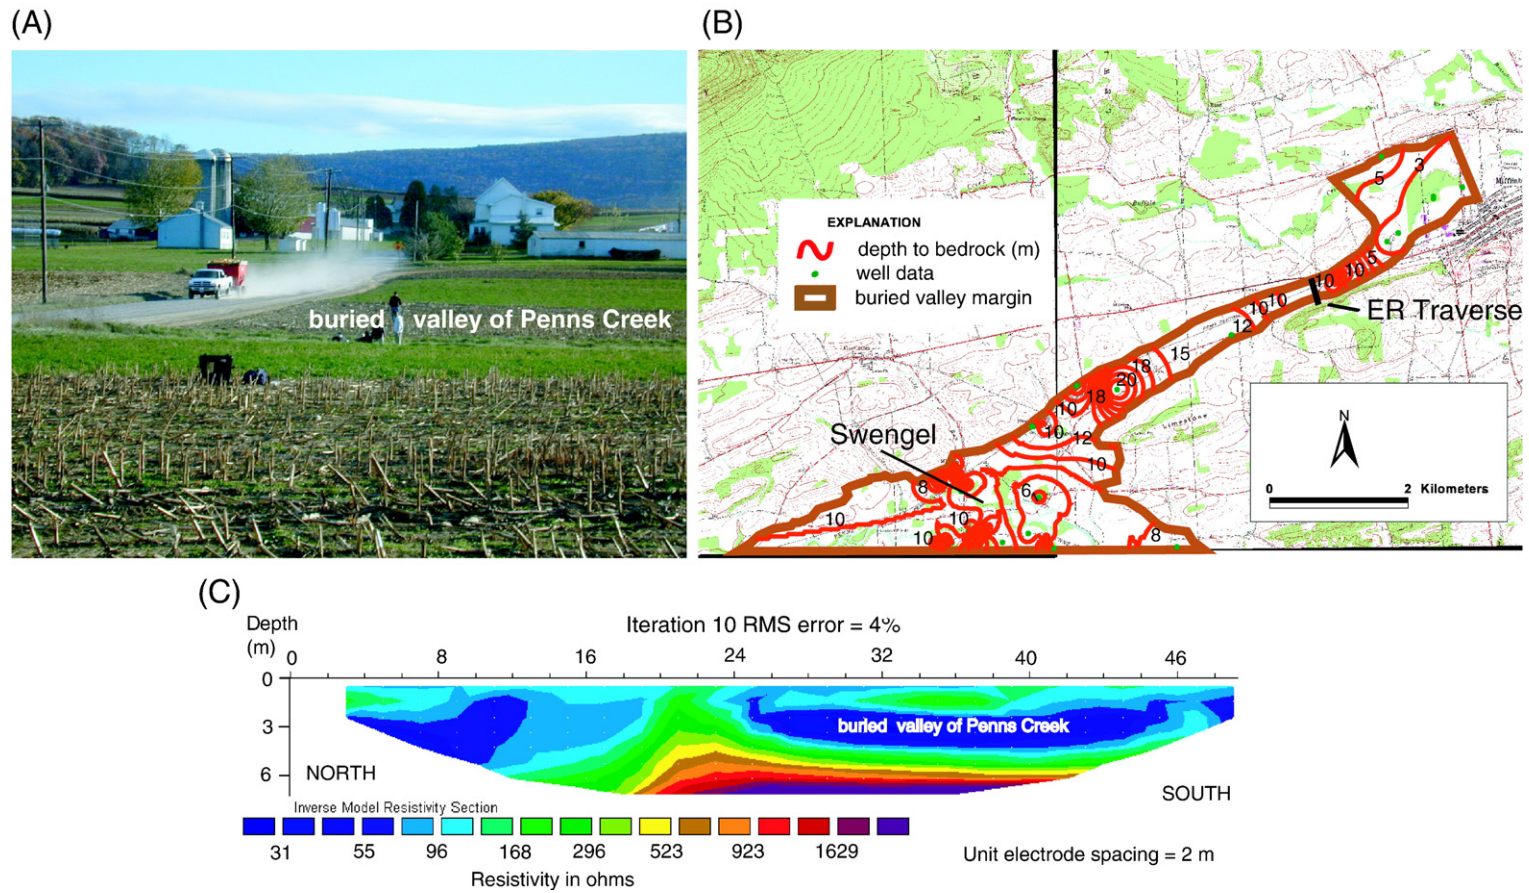 (A)
buried valley of Penns Creek
(B)
EXPLANATION
depth to bedrock (m)
well data
buried valley margin
5
3
5
10
10
10
ER Traverse
10
10
12
15
18
20
18
10
10
12
10
Swengel
8
6
10
10
10
8
Limestone
N
0 2 Kilometers
(C)
Depth
(m)
Iteration 10 RMS error = 4%
0 8 16 24 32 40 46
0
3
6
buried valley of Penns Creek
NORTH
SOUTH
Inverse Model Resistivity Section
31 55 96 168 296 523 923 1629
Resistivity in ohms
Unit electrode spacing = 2 m